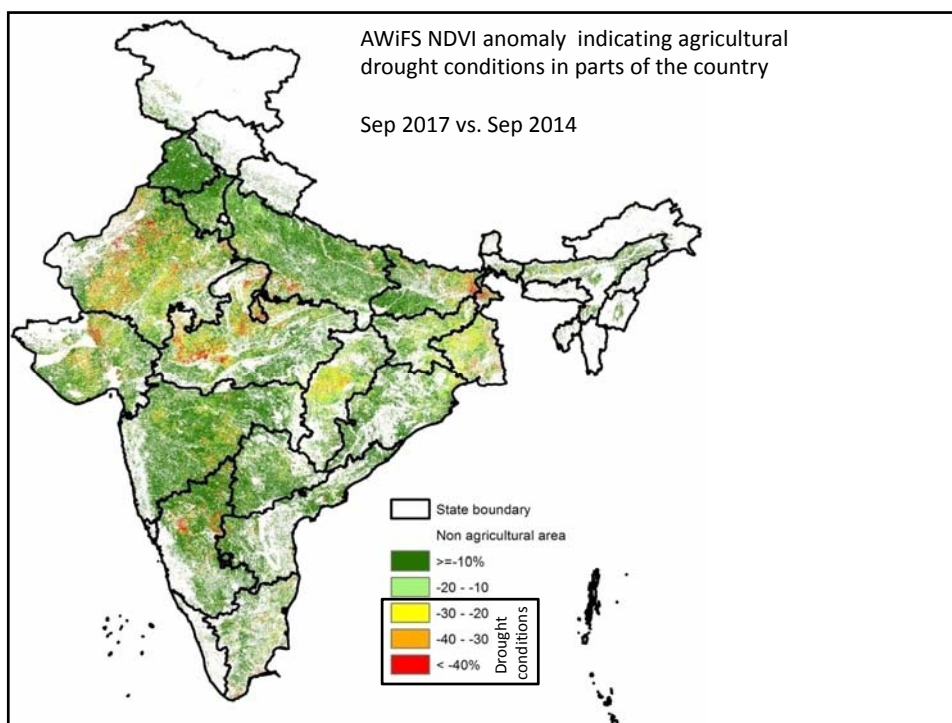 AWiFS NDVI anomaly indicating agricultural
drought conditions in parts of the country
Sep 2017 vs. Sep 2014
State boundary
Non agricultural area
>=-10%
-20 - -10
-30 - -20
-40 - -30
< -40%
Drought
conditions